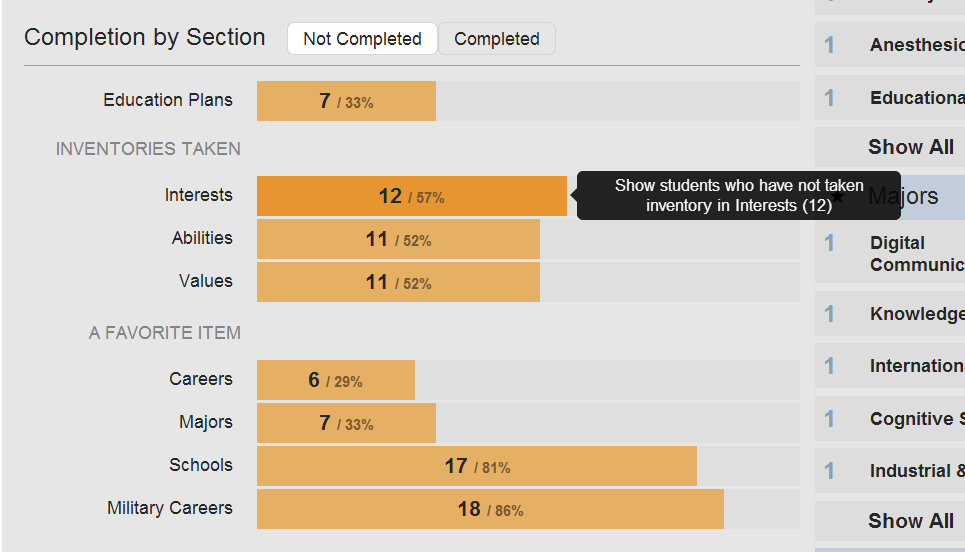 Completion by Section
Not Completed
Completed
Education Plans
7 / 33%
INVENTORIES TAKEN
Interests
12 / 57%
Show students who have not taken
inventory in Interests (12)
Abilities
11 / 52%
Values
11 / 52%
A FAVORITE ITEM
Careers
6 / 29%
Majors
7 / 33%
Schools
17 / 81%
Military Careers
18 / 86%
1 Anesthesio
1 Educationa
Show All
★ Majors
1 Digital
Communic
1 Knowledge
1 Internation
1 Cognitive S
1 Industrial &
Show All